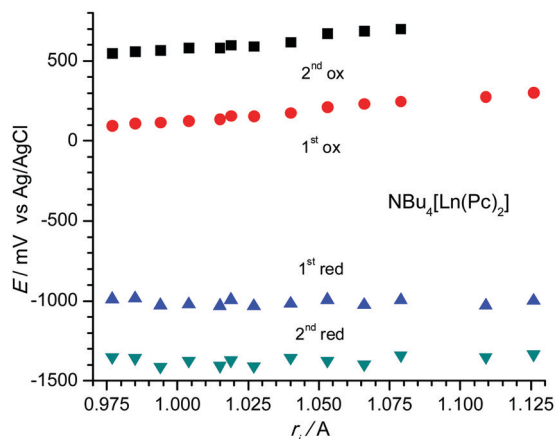 500
2nd ox
1st ox
0
NBu4[Ln(Pc)2]
-500
E / mV vs Ag/AgCl
1st red
-1000
2nd red
-1500
0.975 1.000 1.025 1.050 1.075 1.100 1.125
ri / A